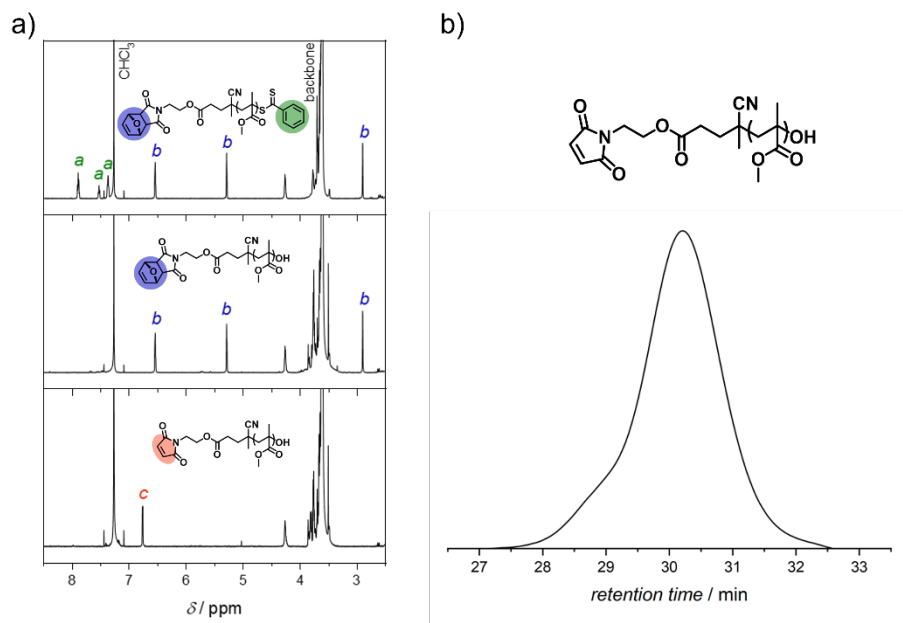 a)
CHCl3
backbone
O
N
O
O
O
O
CN
S
S
O
O
a
a
a
b
b
b
O
N
O
O
O
O
CN
OH
O
O
b
b
b
O
N
O
O
O
CN
OH
O
O
c
8 7 6 5 4 3
δ / ppm
b)
O
N
O
O
O
CN
OH
O
O
27 28 29 30 31 32 33
retention time / min